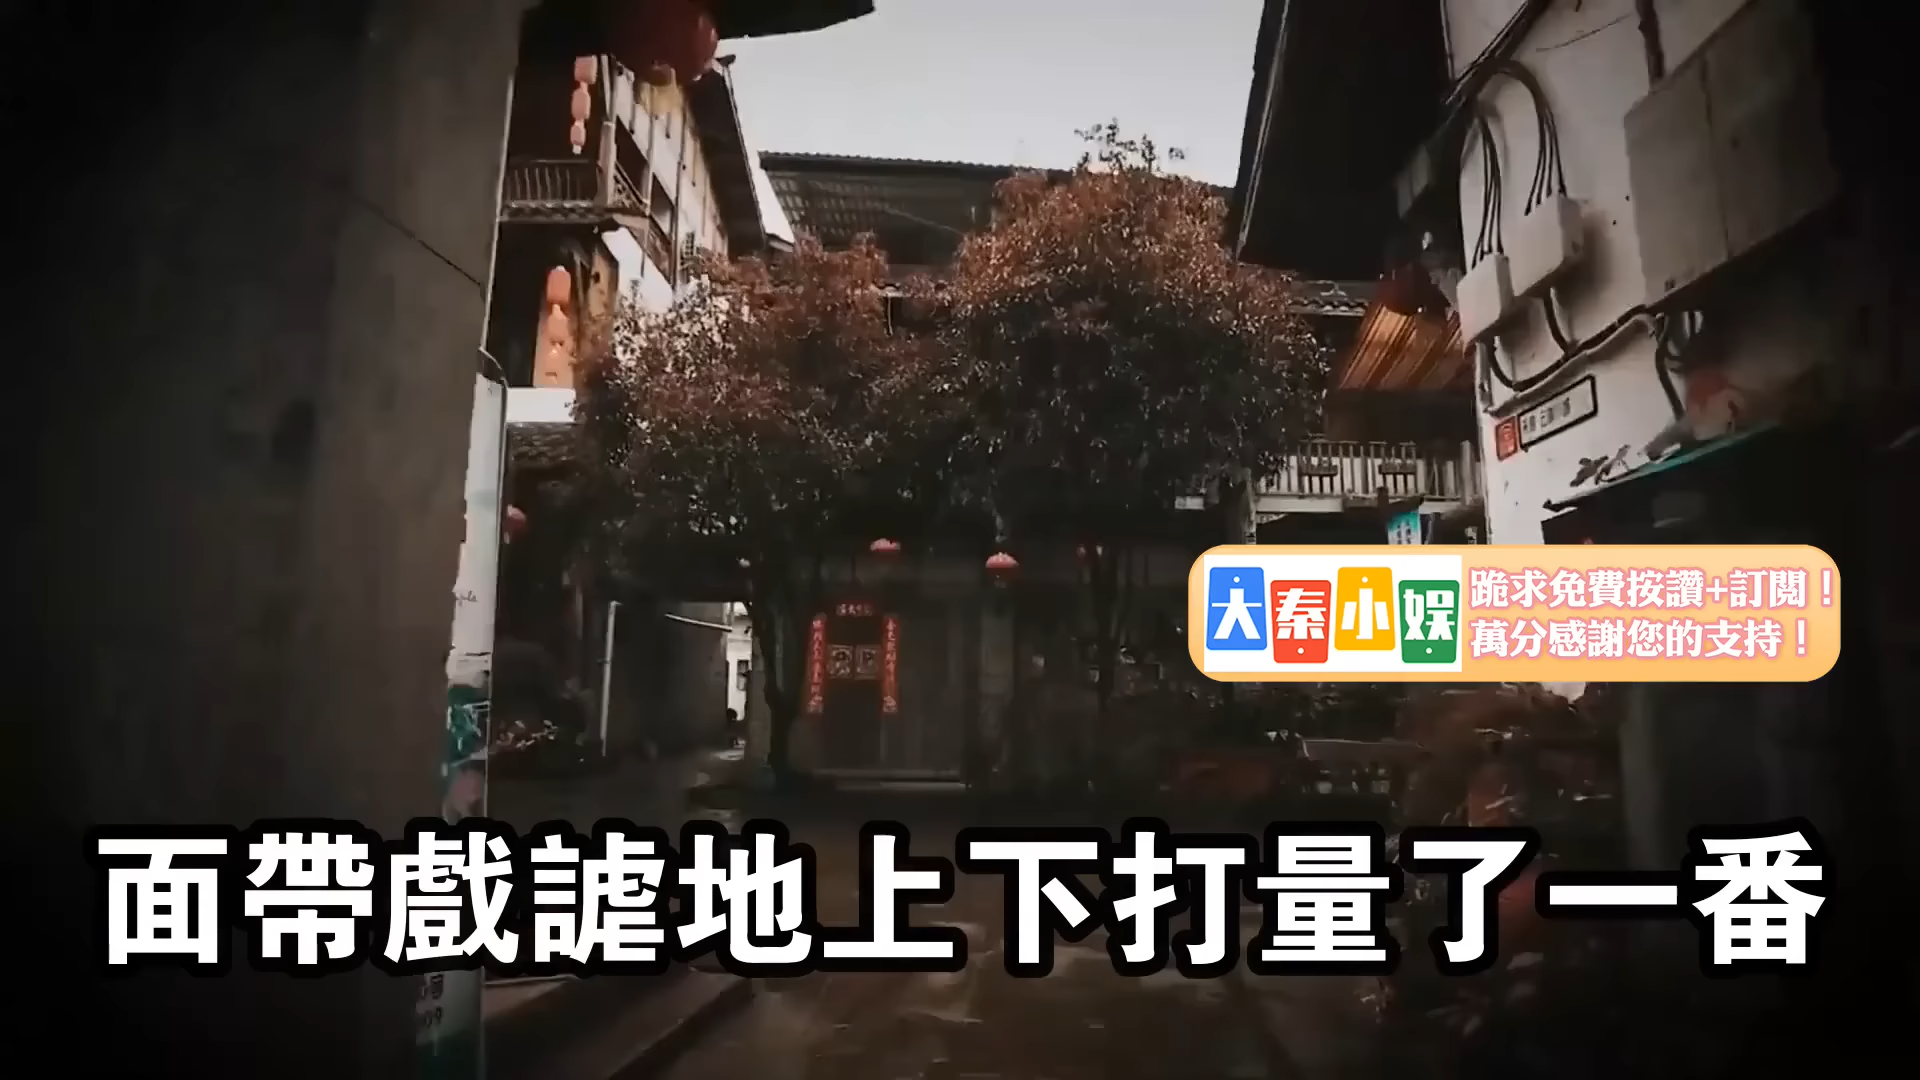 大秦小娱
跪求免費按讚+訂閱！
萬分感謝您的支持！
面帶戲謔地上下打量了一番